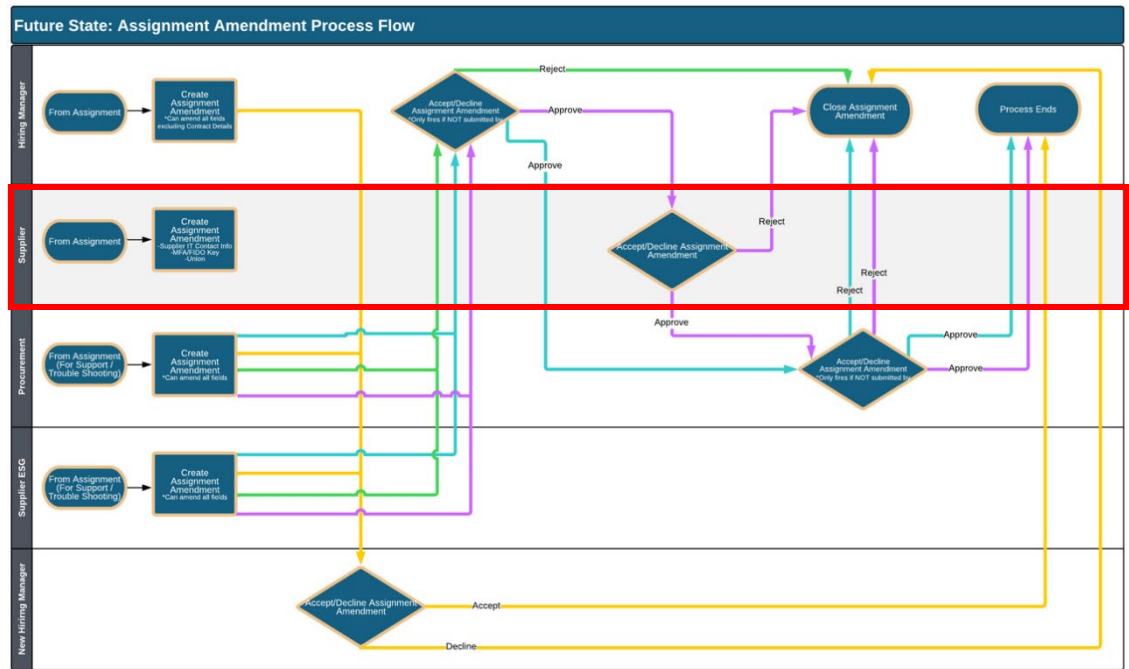 Future State: Assignment Amendment Process Flow
Hiring Manager
From Assignment
Create
Assignment
Amendment
*Can amend all fields
excluding Contract Details
Accept/Decline
Assignment Amendment
*Only fires if NOT submitted by
Reject
Approve
Approve
Close Assignment
Amendment
Process Ends
Supplier
From Assignment
Create
Assignment
Amendment
-Supplier IT Contact Info
-MFA/FIDO Key
-Union
Accept/Decline Assignment
Amendment
Reject
Reject
Reject
Approve
Procurement
From Assignment
(For Support /
Trouble Shooting)
Create
Assignment
Amendment
*Can amend all fields
Accept/Decline
Assignment Amendment
*Only fires if NOT submitted by
Approve
Approve
Supplier ESG
From Assignment
(For Support /
Trouble Shooting)
Create
Assignment
Amendment
*Can amend all fields
New Hirirng Manager
Accept/Decline Assignment
Amendment
Accept
Decline